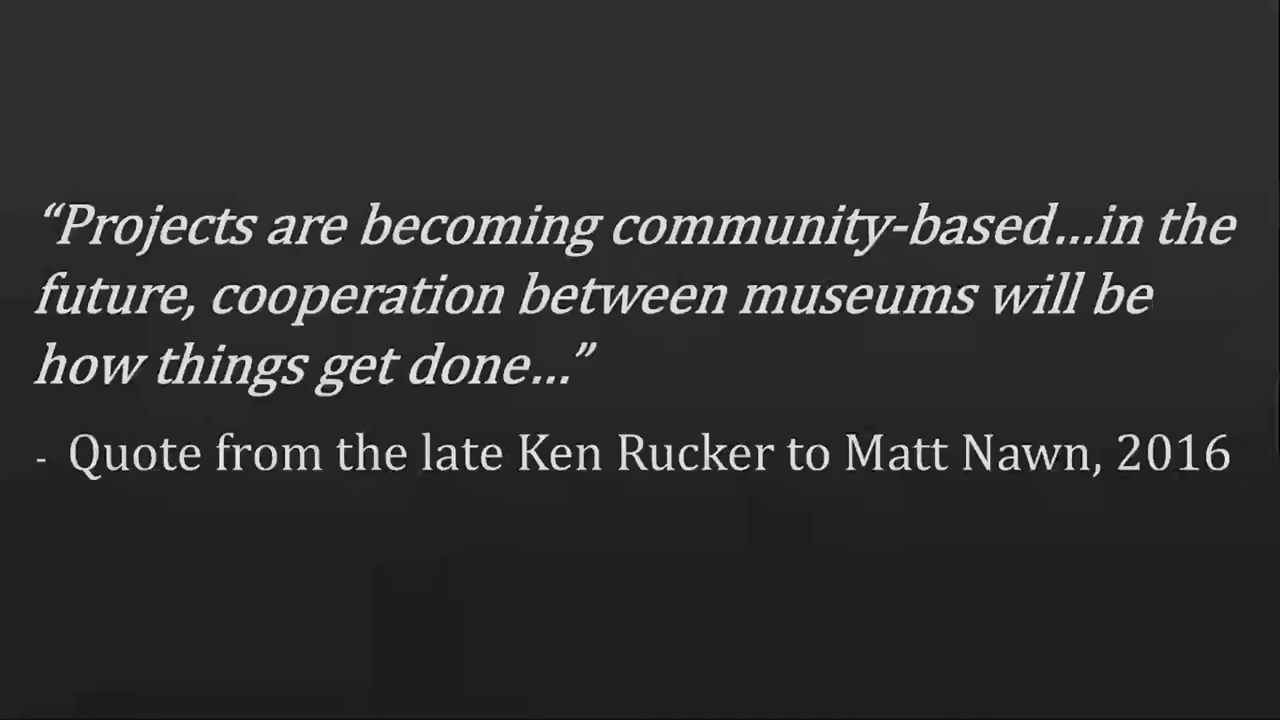 “Projects are becoming community-based…in the
future, cooperation between museums will be
how things get done…”
- Quote from the late Ken Rucker to Matt Nawn, 2016